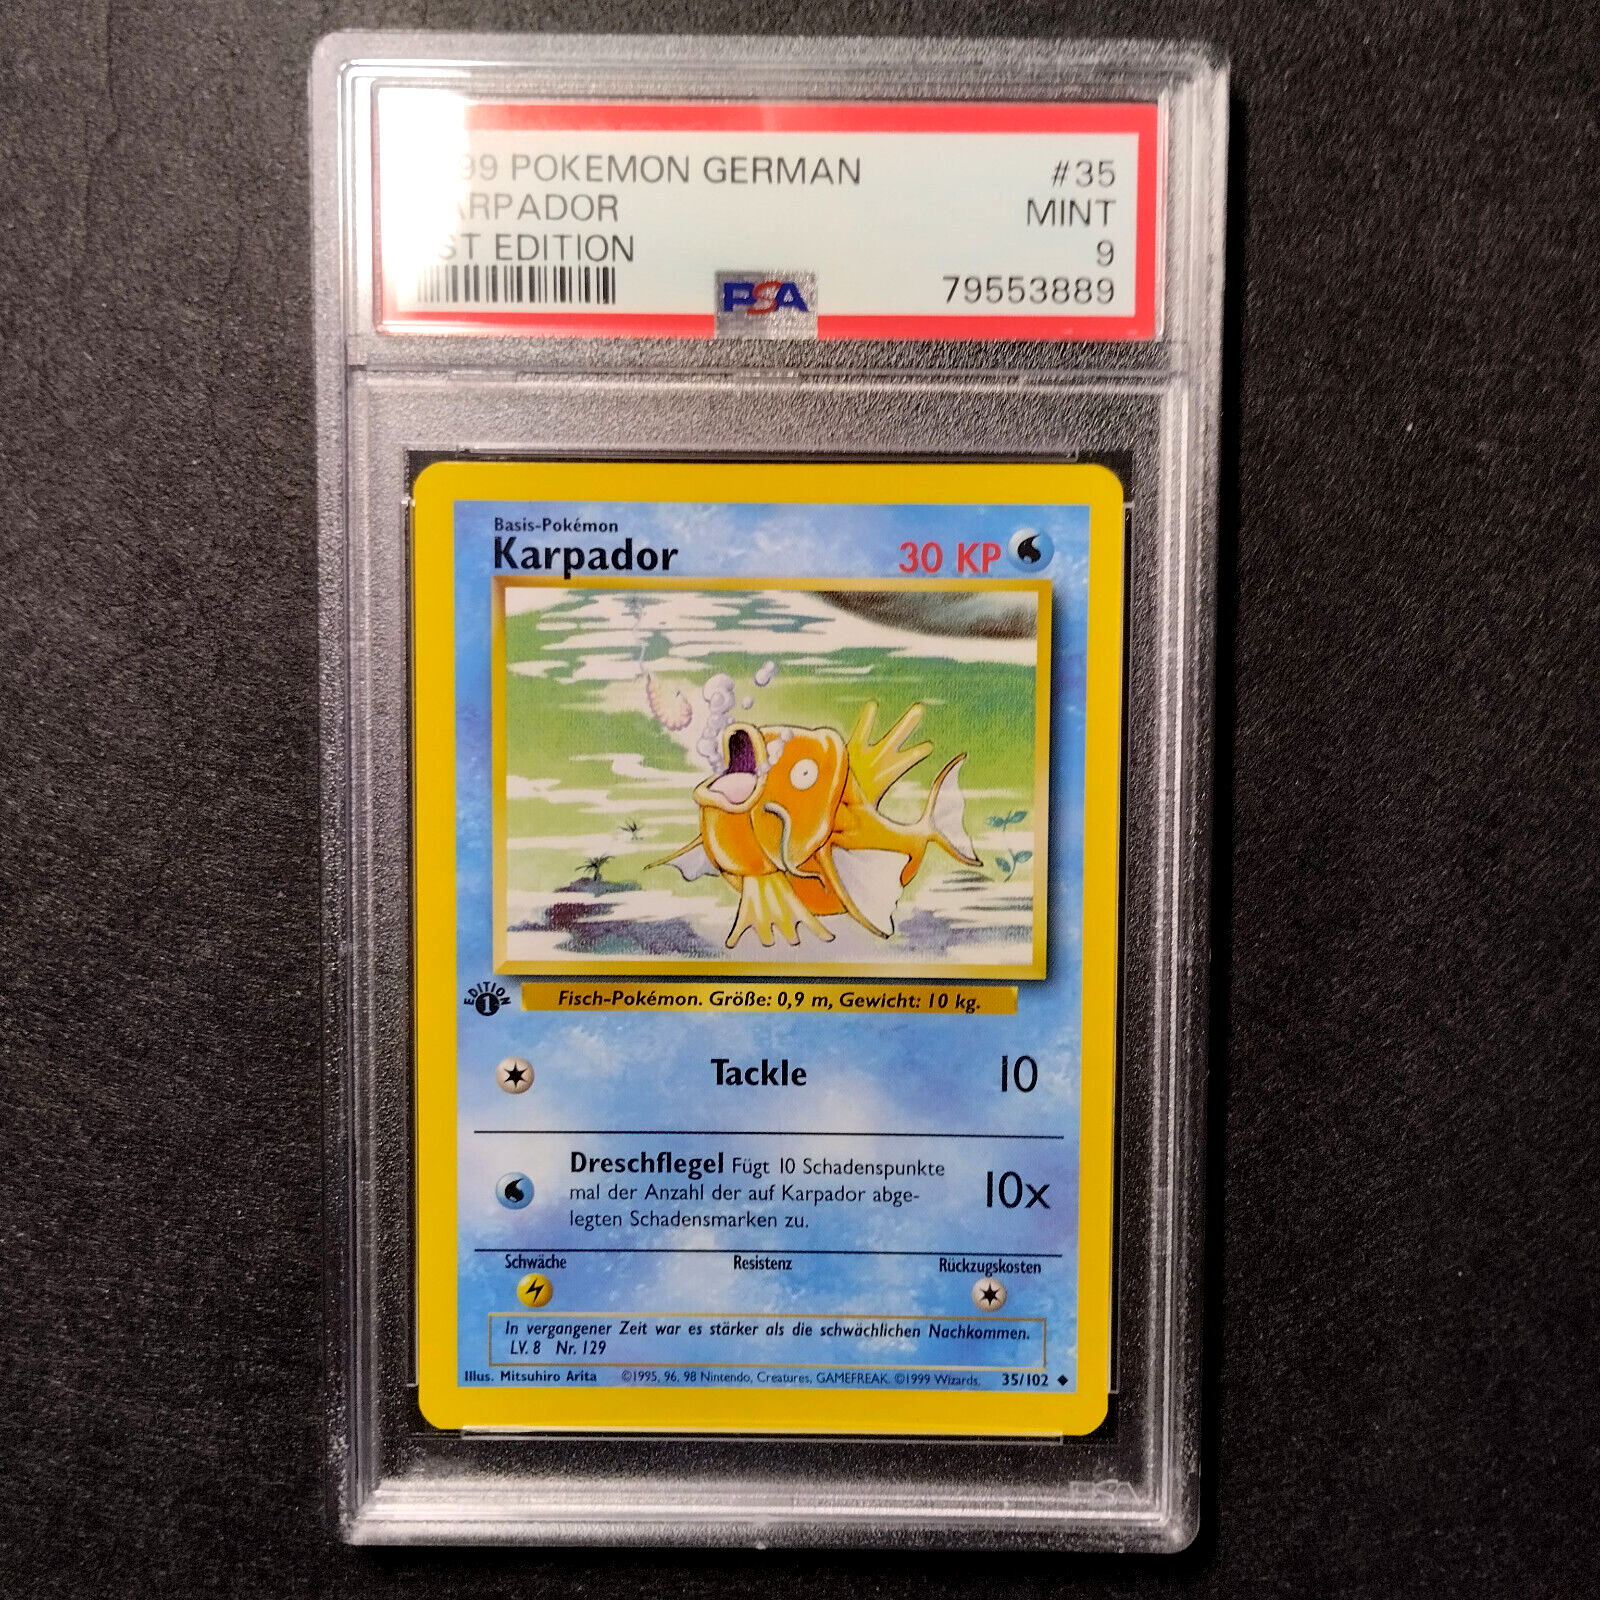 99 POKEMON GERMAN #35
ARPADOR MINT
ST EDITION 9
PSA 79553889
Basis-Pokémon
Karpador 30 KP
EDITION 1
Fisch-Pokémon. Größe: 0,9 m, Gewicht: 10 kg.
Tackle 10
Dreschflegel Fügt 10 Schadenspunkte
mal der Anzahl der auf Karpador abge-
legten Schadensmarken zu.
10x
Schwäche Resistenz Rückzugskosten
In vergangener Zeit war es stärker als die schwächlichen Nachkommen.
LV. 8 Nr. 129
Illus. Mitsuhiro Arita ©1995, 96, 98 Nintendo, Creatures, GAMEFREAK. ©1999 Wizards. 35/102
PSA